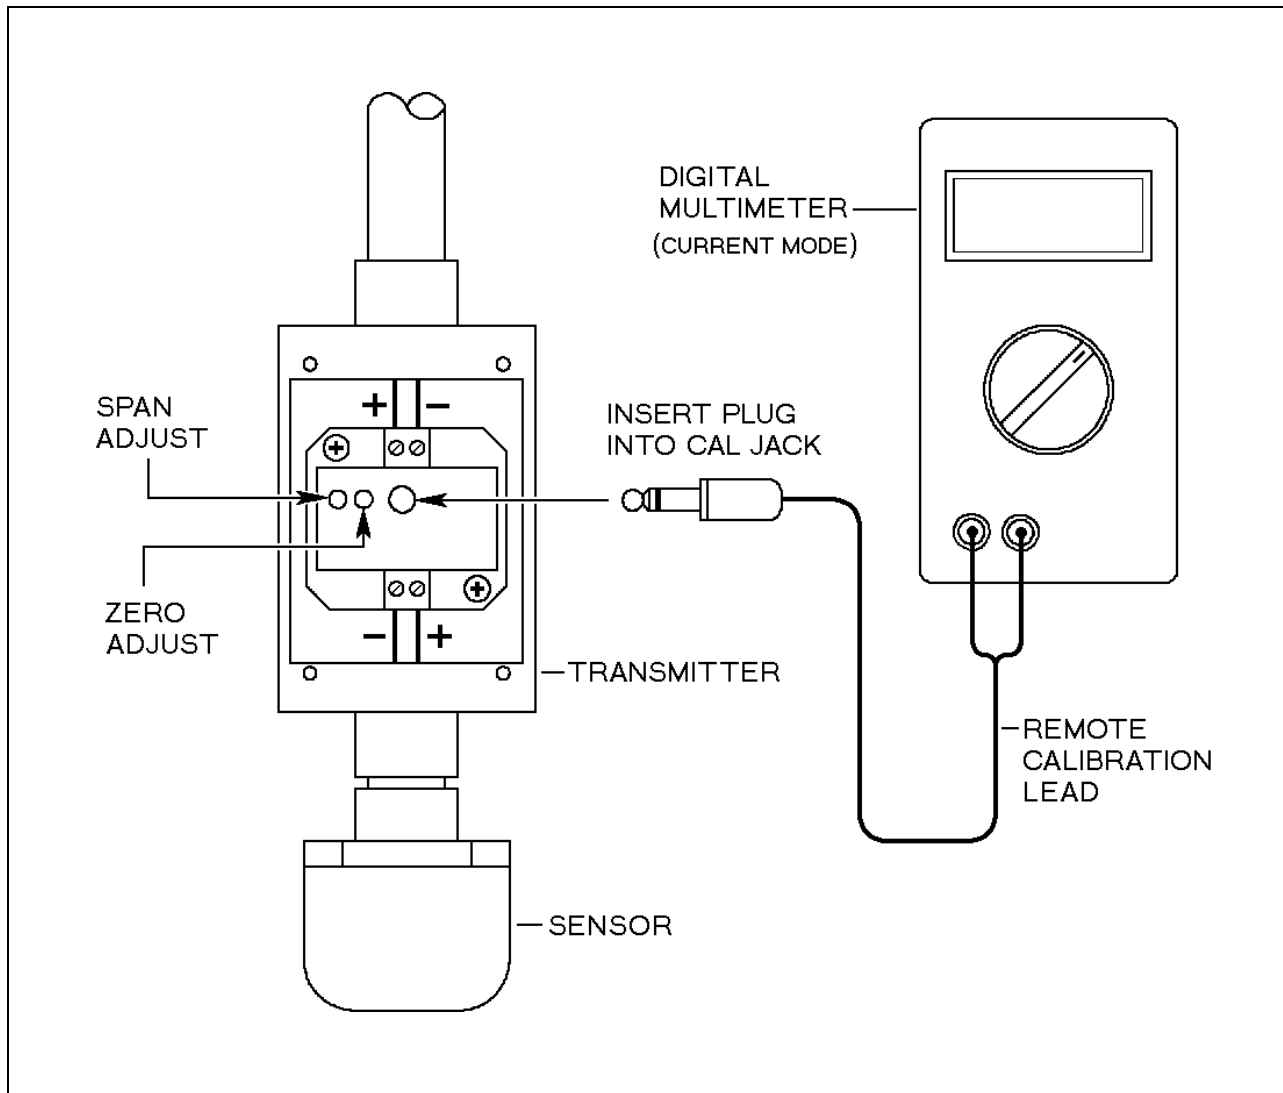 DIGITAL
MULTIMETER
(CURRENT MODE)
SPAN
ADJUST
+ -
INSERT PLUG
INTO CAL JACK
ZERO
ADJUST
- +
TRANSMITTER
REMOTE
CALIBRATION
LEAD
SENSOR